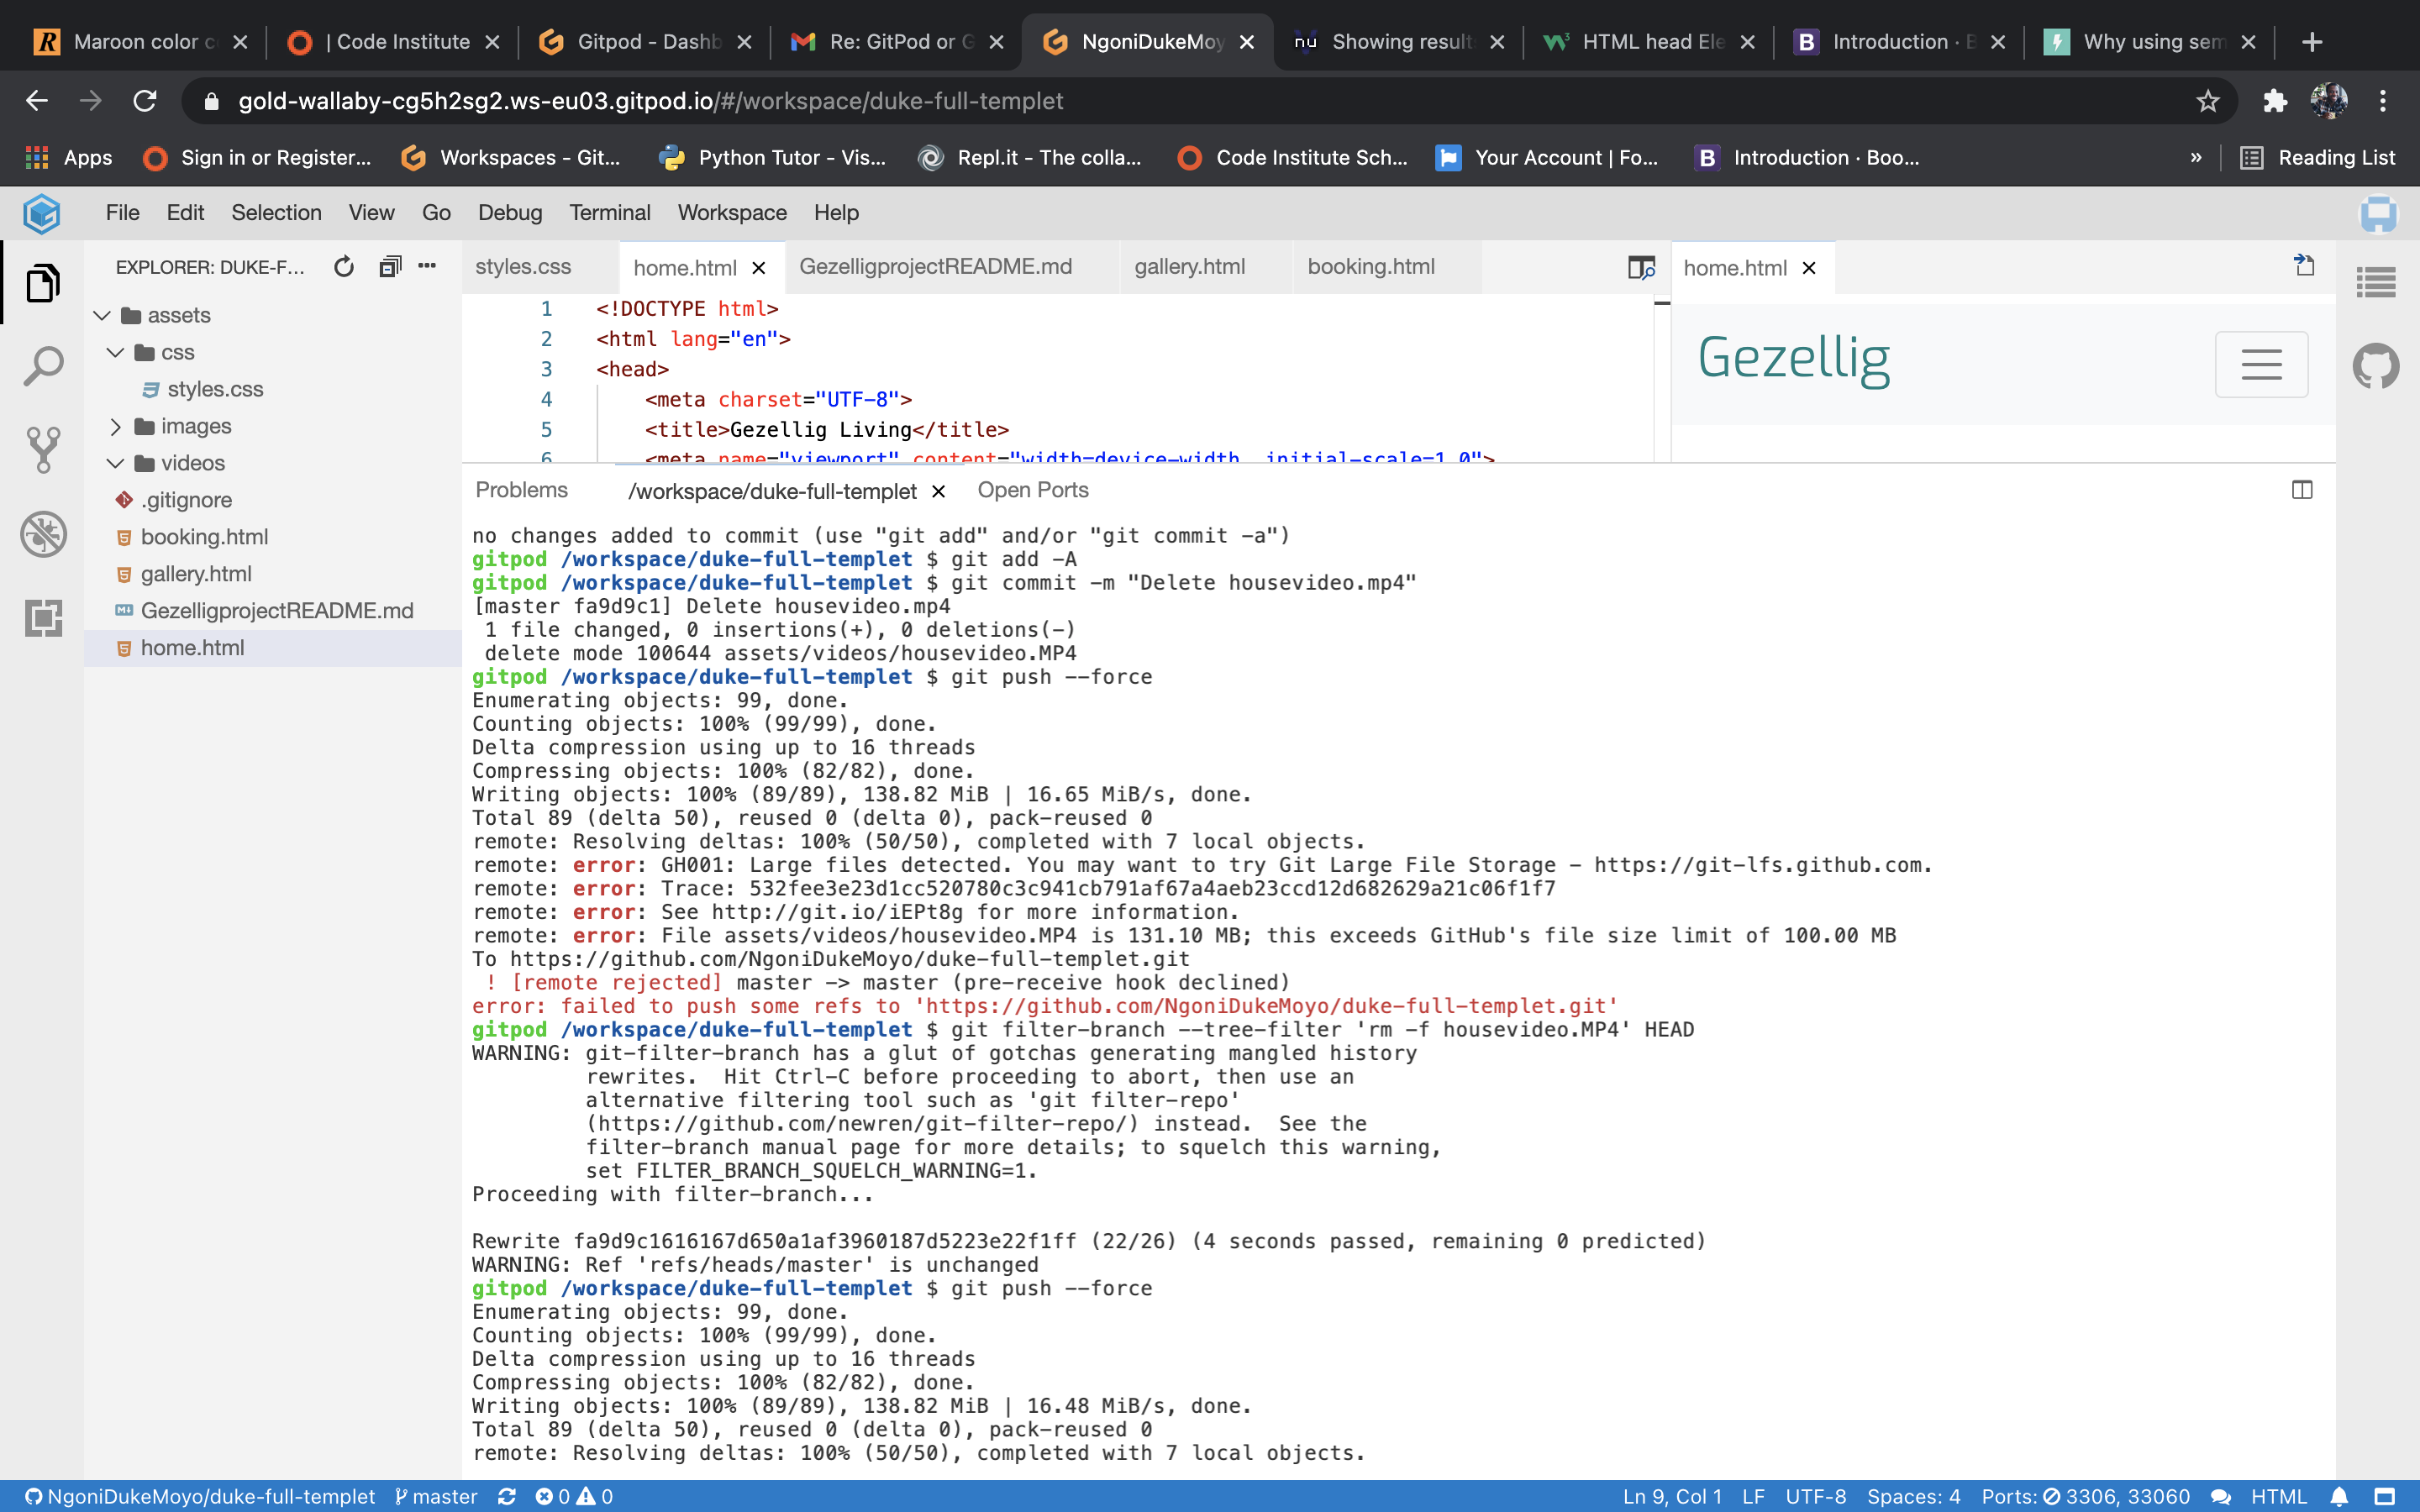 Maroon color c
| Code Institute
Gitpod - Dashb
Re: GitPod or G
NgoniDukeMoy
Showing result
HTML head Ele
Introduction · B
Why using sem
gold-wallaby-cg5h2sg2.ws-eu03.gitpod.io/#/workspace/duke-full-templet
Apps
Sign in or Register...
Workspaces - Git...
Python Tutor - Vis...
Repl.it - The colla...
Code Institute Sch...
Your Account | Fo...
Introduction · Boo...
»
Reading List
File Edit Selection View Go Debug Terminal Workspace Help
EXPLORER: DUKE-F...
assets
css
styles.css
images
videos
.gitignore
booking.html
gallery.html
GezelligprojectREADME.md
home.html
styles.css
home.html
GezelligprojectREADME.md
gallery.html
booking.html
1 <!DOCTYPE html>
2 <html lang="en">
3 <head>
4 <meta charset="UTF-8">
5 <title>Gezellig Living</title>
6 <meta name="viewport" content="width=device-width, initial-scale=1.0">
home.html
Gezellig
Problems
/workspace/duke-full-templet
Open Ports
no changes added to commit (use "git add" and/or "git commit -a")
gitpod /workspace/duke-full-templet $ git add -A
gitpod /workspace/duke-full-templet $ git commit -m "Delete housevideo.mp4"
[master fa9d9c1] Delete housevideo.mp4
1 file changed, 0 insertions(+), 0 deletions(-)
delete mode 100644 assets/videos/housevideo.MP4
gitpod /workspace/duke-full-templet $ git push --force
Enumerating objects: 99, done.
Counting objects: 100% (99/99), done.
Delta compression using up to 16 threads
Compressing objects: 100% (82/82), done.
Writing objects: 100% (89/89), 138.82 MiB | 16.65 MiB/s, done.
Total 89 (delta 50), reused 0 (delta 0), pack-reused 0
remote: Resolving deltas: 100% (50/50), completed with 7 local objects.
remote: error: GH001: Large files detected. You may want to try Git Large File Storage - https://git-lfs.github.com.
remote: error: Trace: 532fee3e23d1cc520780c3c941cb791af67a4aeb23ccd12d682629a21c06f1f7
remote: error: See http://git.io/iEPt8g for more information.
remote: error: File assets/videos/housevideo.MP4 is 131.10 MB; this exceeds GitHub's file size limit of 100.00 MB
To https://github.com/NgoniDukeMoyo/duke-full-templet.git
! [remote rejected] master -> master (pre-receive hook declined)
error: failed to push some refs to 'https://github.com/NgoniDukeMoyo/duke-full-templet.git'
gitpod /workspace/duke-full-templet $ git filter-branch --tree-filter 'rm -f housevideo.MP4' HEAD
WARNING: git-filter-branch has a glut of gotchas generating mangled history
rewrites. Hit Ctrl-C before proceeding to abort, then use an
alternative filtering tool such as 'git filter-repo'
(https://github.com/newren/git-filter-repo/) instead. See the
filter-branch manual page for more details; to squelch this warning,
set FILTER_BRANCH_SQUELCH_WARNING=1.
Proceeding with filter-branch...
Rewrite fa9d9c1616167d650a1af3960187d5223e22f1ff (22/26) (4 seconds passed, remaining 0 predicted)
WARNING: Ref 'refs/heads/master' is unchanged
gitpod /workspace/duke-full-templet $ git push --force
Enumerating objects: 99, done.
Counting objects: 100% (99/99), done.
Delta compression using up to 16 threads
Compressing objects: 100% (82/82), done.
Writing objects: 100% (89/89), 138.82 MiB | 16.48 MiB/s, done.
Total 89 (delta 50), reused 0 (delta 0), pack-reused 0
remote: Resolving deltas: 100% (50/50), completed with 7 local objects.
NgoniDukeMoyo/duke-full-templet master 0 0 Ln 9, Col 1 LF UTF-8 Spaces: 4 Ports: 3306, 33060 HTML